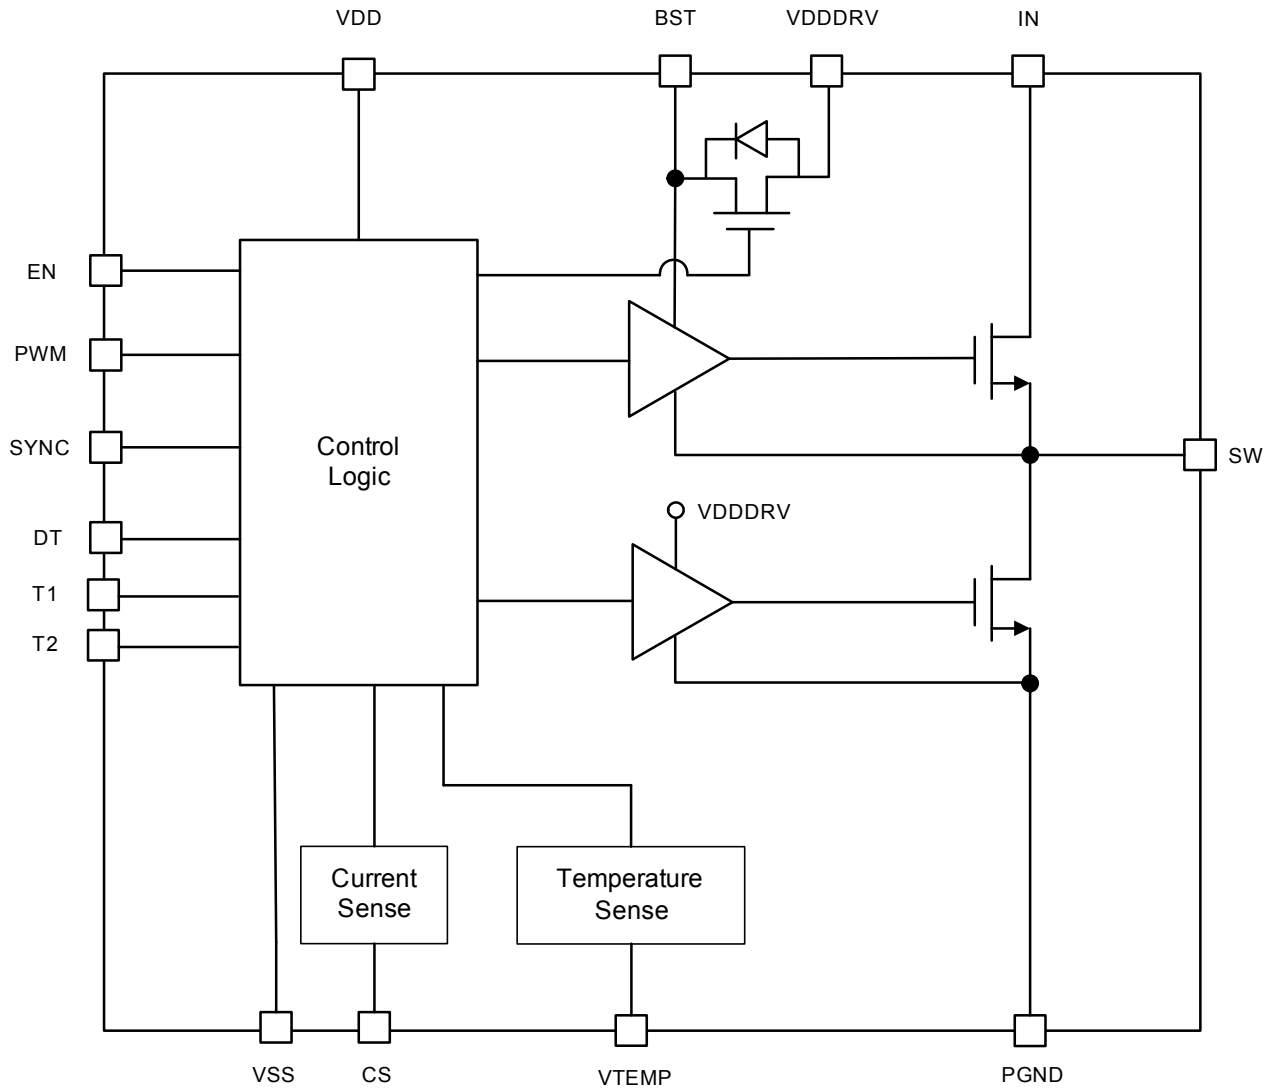 VDD
BST
VDDDRV
IN
EN
PWM
SYNC
DT
T1
T2
Control
Logic
SW
VDDDRV
Current
Sense
Temperature
Sense
VSS
CS
VTEMP
PGND